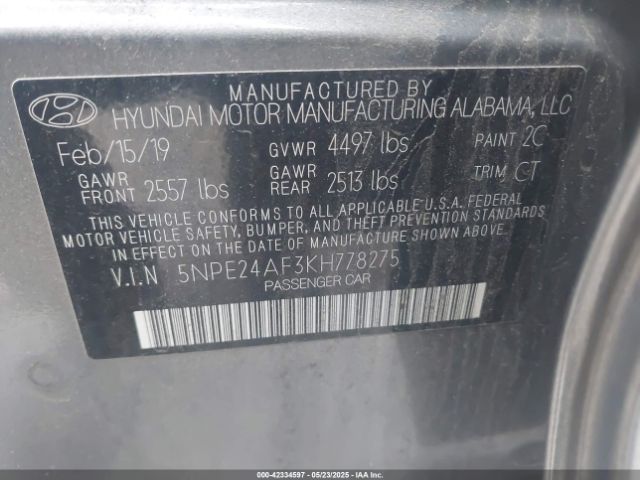 MANUFACTURED BY
HYUNDAI MOTOR MANUFACTURING ALABAMA, LLC
Feb/15/19 GVWR 4497 lbs PAINT 2C
GAWR FRONT 2557 lbs GAWR REAR 2513 lbs TRIM CT
THIS VEHICLE CONFORMS TO ALL APPLICABLE U.S.A. FEDERAL
MOTOR VEHICLE SAFETY, BUMPER, AND THEFT PREVENTION STANDARDS
IN EFFECT ON THE DATE OF MANUFACTURE SHOWN ABOVE.
V.I.N 5NPE24AF3KH778275
PASSENGER CAR
000-42334597 - 05/23/2025 - IAAI.COM